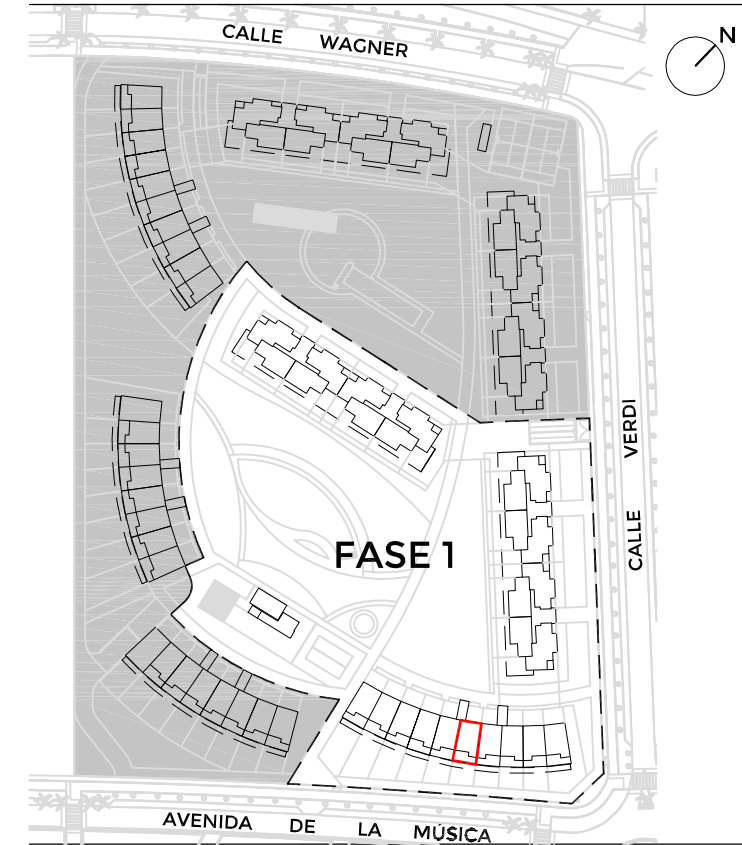 CALLE WAGNER
N
CALLE VERDI
FASE 1
AVENIDA DE LA MÚSICA